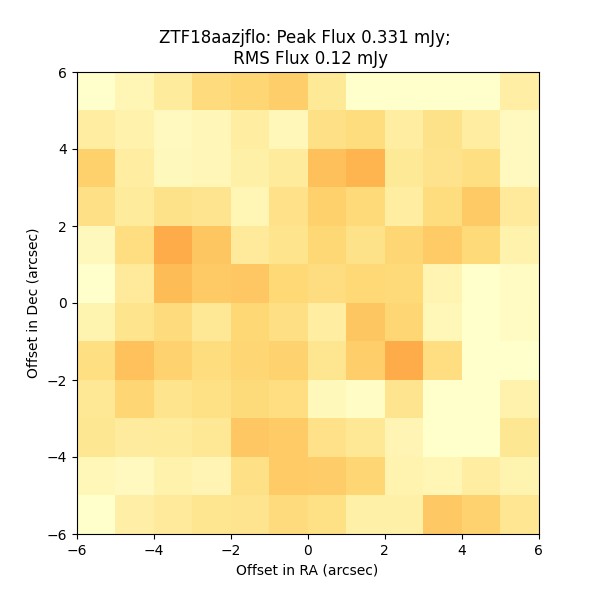 ZTF18aazjflo: Peak Flux 0.331 mJy;
RMS Flux 0.12 mJy
6
4
2
0
−2
−4
−6
Offset in Dec (arcsec)
−6 −4 −2 0 2 4 6
Offset in RA (arcsec)